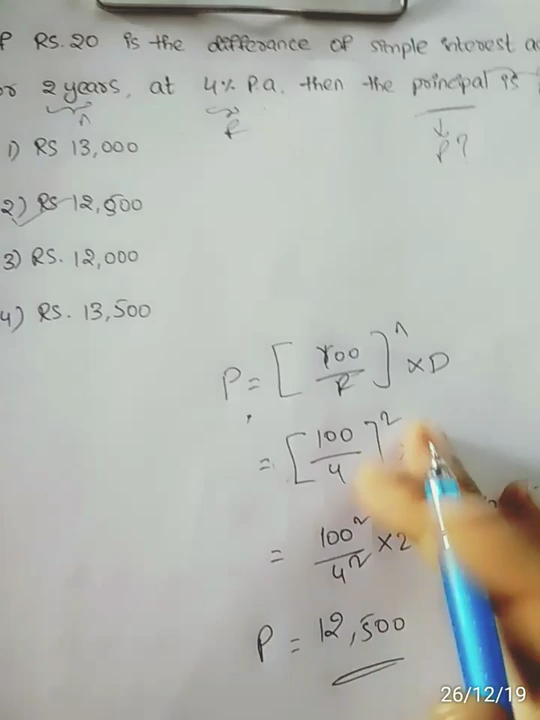 RS. 20 is the differance of simple interest
2 years, at 4% P.a. then the principal is
n R ↓
P?
1) RS 13,000
2) RS 12,500
3) RS. 12,000
4) RS. 13,500
P = [100/R]^n × D
= [100/4]^2
= 100^2/4^2 × 2
P = 12,500
26/12/19